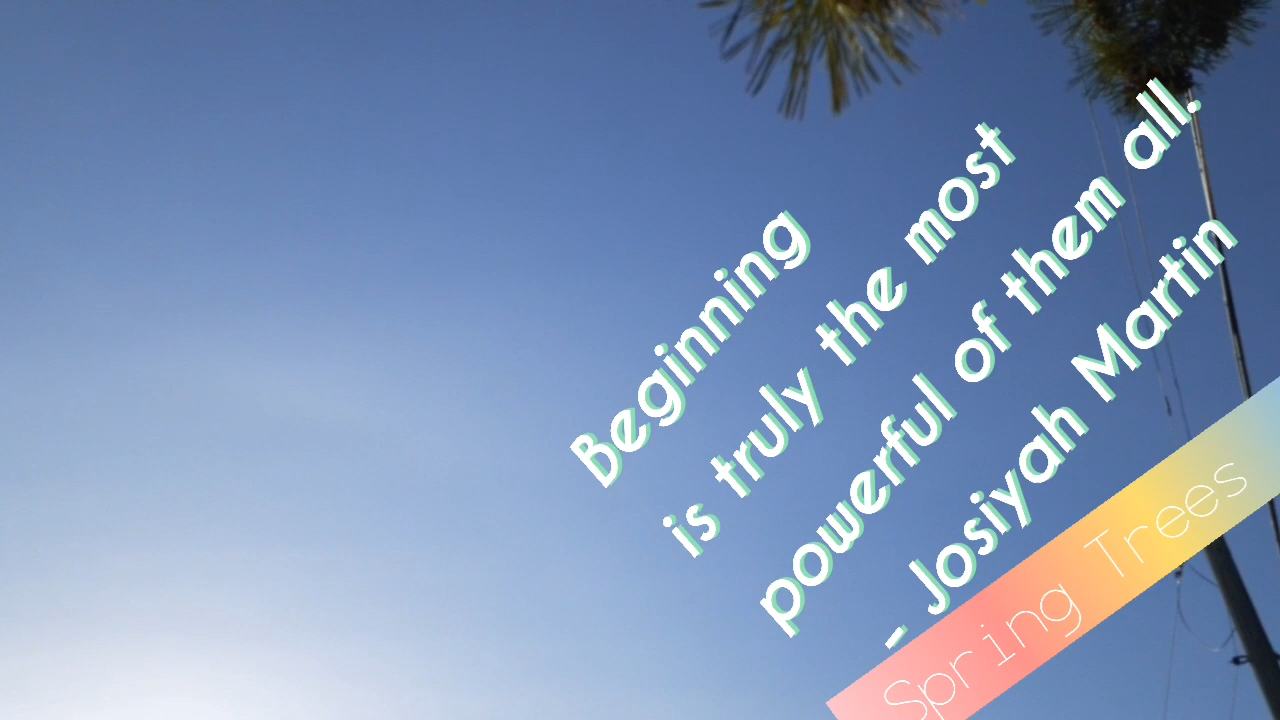 Beginning
is truly the most
powerful of them all.
- Josiyah Martin
Spring Trees